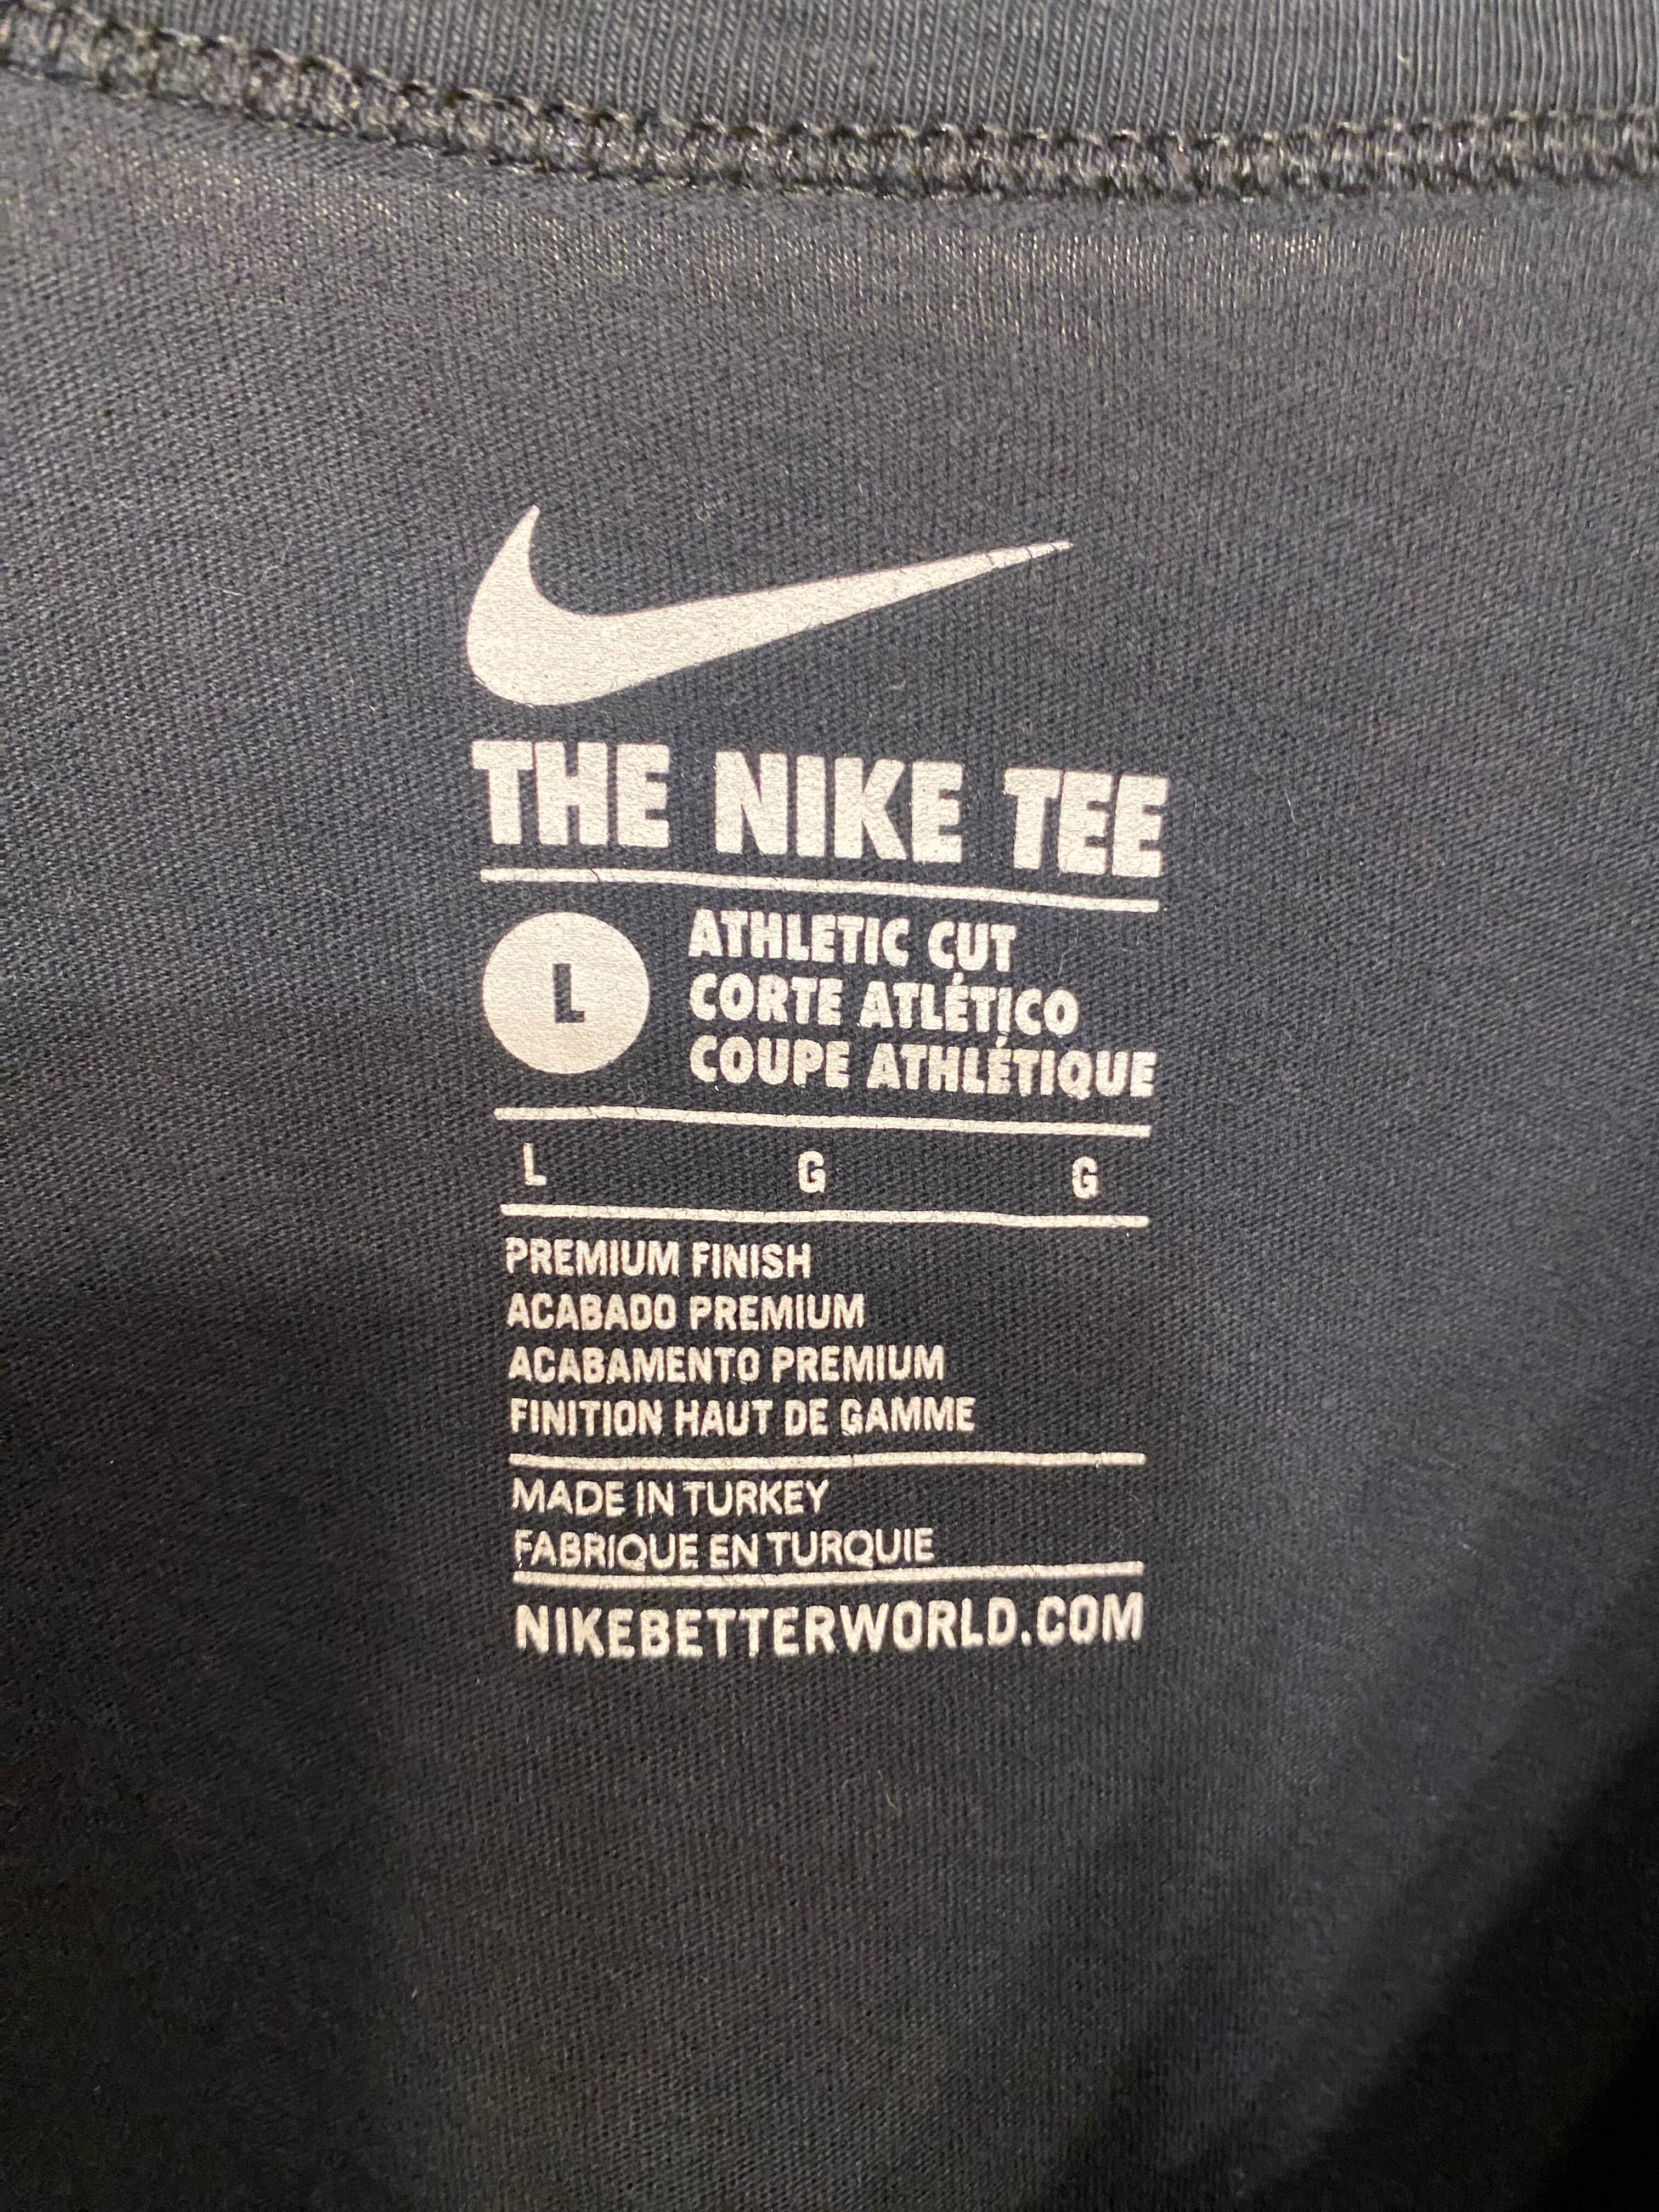 THE NIKE TEE
L
ATHLETIC CUT
CORTE ATLÉTICO
COUPE ATHLÉTIQUE
L G G
PREMIUM FINISH
ACABADO PREMIUM
ACABAMENTO PREMIUM
FINITION HAUT DE GAMME
MADE IN TURKEY
FABRIQUE EN TURQUIE
NIKEBETTERWORLD.COM